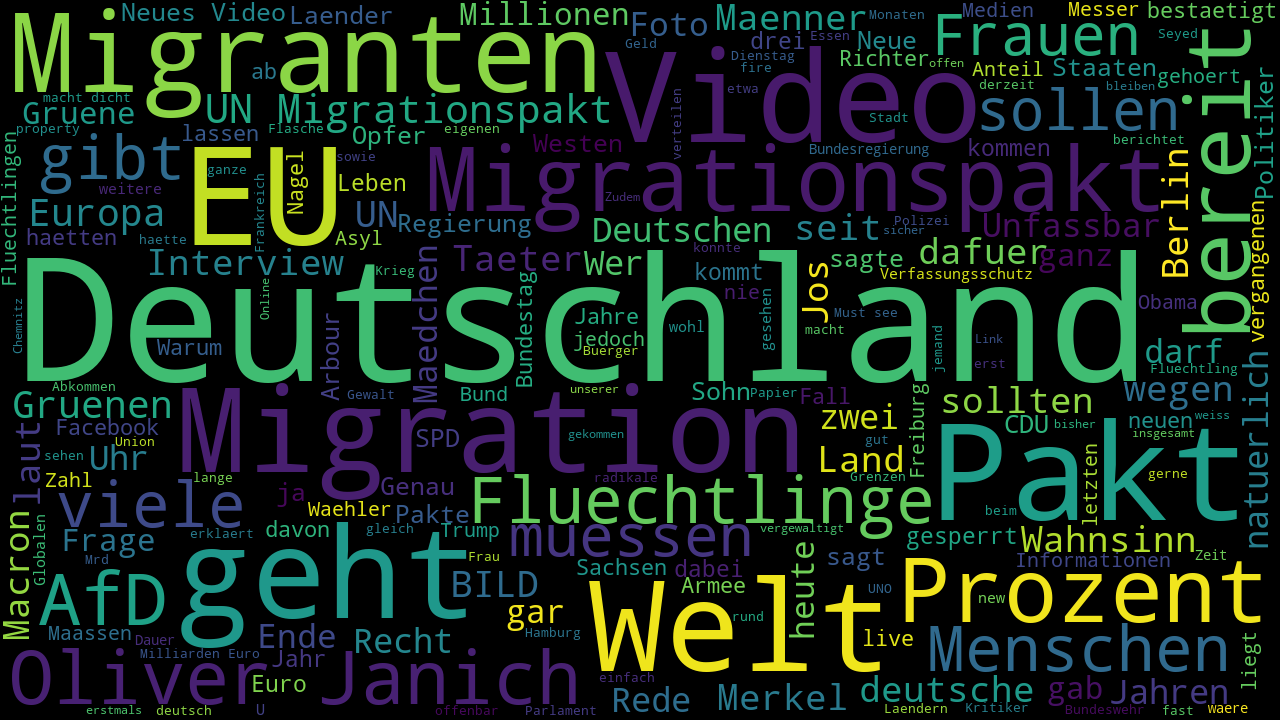 Migranten
Neues Video
Laender
Millionen
Foto
Maenner
Monaten
Medien
Messer
bestaetigt
Geld
drei
Neue
Essen
Frauen
Seyed
Dienstag
Richter
offen
ab
Video
fire
Anteil
Staaten
gehoert
macht dicht
etwa
derzeit
bleiben
Gruene
UN Migrationspakt
sollen
bereit
Politiker
property
lassen
Flasche
Opfer
eigenen
Stadt
verteilen
berichtet
Fluechtlingen
gibt
EU
ganze
Nagel
sowie
Westen
Bundesregierung
kommen
weitere
Leben
Migrationspakt
Berlin
Europa
Frankreich
UN
Regierung
Zudem
Deutschen
seit
Polizei
sicher
Unfassbar
vergangenen
haetten
haette
Asyl
Interview
Krieg
Taeter
Wer
konnte
kommt
sagte
dafuer
ganz
Verfassungsschutz
Online
Maedchen
Bundestag
nie
Jos
Obama
Chemnitz
Deutschland
Arbour
Jahre
wohl
gesehen
Must see
macht
jemand
Link
Warum
jedoch
Buerger
erst
darf
Fluechtling
Abkommen
Gewalt
Bund
unserer
Sohn
Papier
Fall
Freiburg
sollten
wegen
natuerlich
Gruenen
Migration
zwei
CDU
bisher
neuen
weiss
laut
Facebook
Union
SPD
gekommen
gut
Pakt
insgesamt
sehen
Uhr
Land
Grenzen
letzten
Zahl
lange
ja
Genau
radikale
gerne
viele
Waehler
Pakte
Fluechtlinge
beim
Macron
Globalen
Frage
erklaert
davon
gleich
Trump
muessen
vergewaltigt
gesperrt
Wahnsinn
Mrd
geht
Frau
Sachsen
dabei
heute
sagt
Informationen
Zeit
AfD
BILD
Welt
Armee
UNO
Prozent
new
gar
rund
Maassen
Dauer
Ende
Recht
Hamburg
live
Menschen
liegt
Milliarden Euro
Jahr
Oliver Janich
Euro
einfach
Rede
Merkel
deutsche
gab
Jahren
erstmals
deutsch
U
offenbar
Parlament
Laendern
Kritiker
Bundeswehr
fast
waere